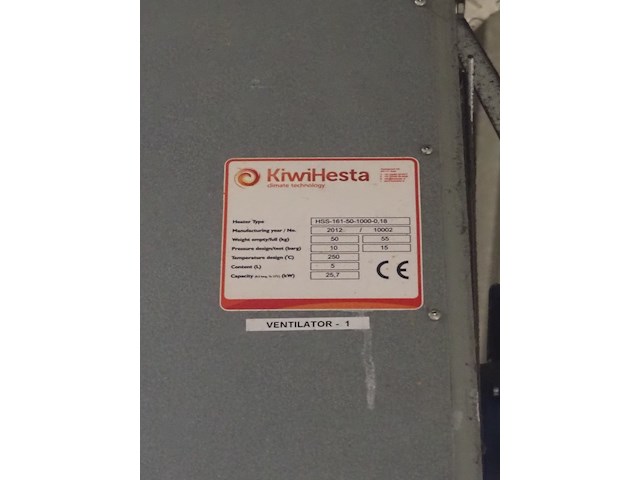 KiwiHesta
climate technology
Heater Type HSS-161-50-1000-0,18
Manufacturing year / No. 2012 / 10002
Weight empty/full (kg) 50 55
Pressure design/test (barg) 10 15
Temperature design (°C) 250
Content (L) 5
Capacity (kW) 25,7
CE
VENTILATOR - 1